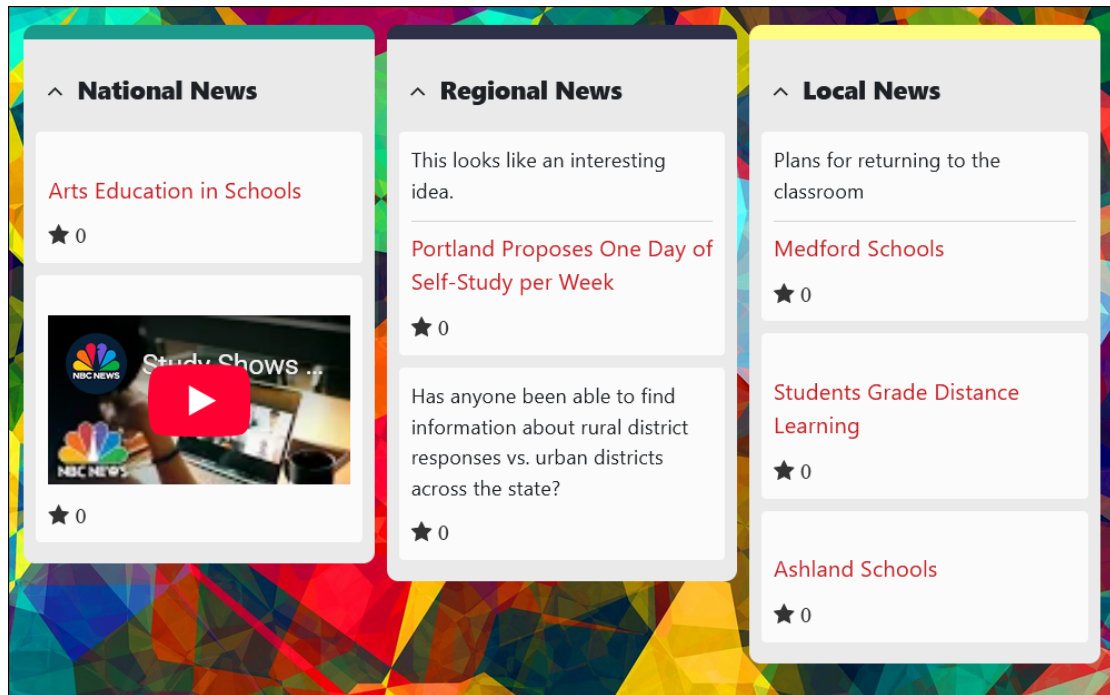 National News
Arts Education in Schools
0
NBC NEWS
Study Shows ...
NBC NEWS
0
Regional News
This looks like an interesting
idea.
Portland Proposes One Day of
Self-Study per Week
0
Has anyone been able to find
information about rural district
responses vs. urban districts
across the state?
0
Local News
Plans for returning to the
classroom
Medford Schools
0
Students Grade Distance
Learning
0
Ashland Schools
0